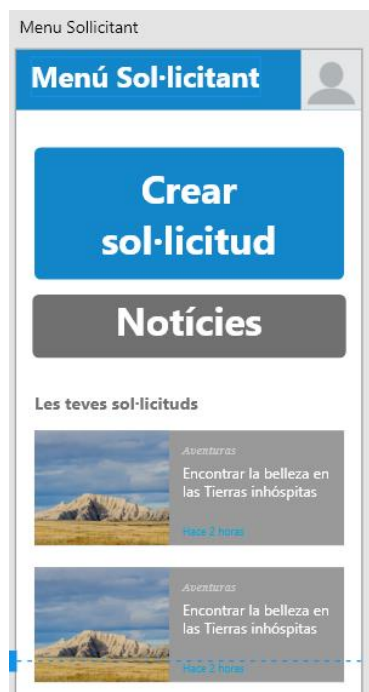 Menu Sollicitant
Menú Sol·licitant
Crear
sol·licitud
Notícies
Les teves sol·licituds
Aventuras
Encontrar la belleza en
las Tierras inhóspitas
Hace 2 horas
Aventuras
Encontrar la belleza en
las Tierras inhóspitas
Hace 2 horas